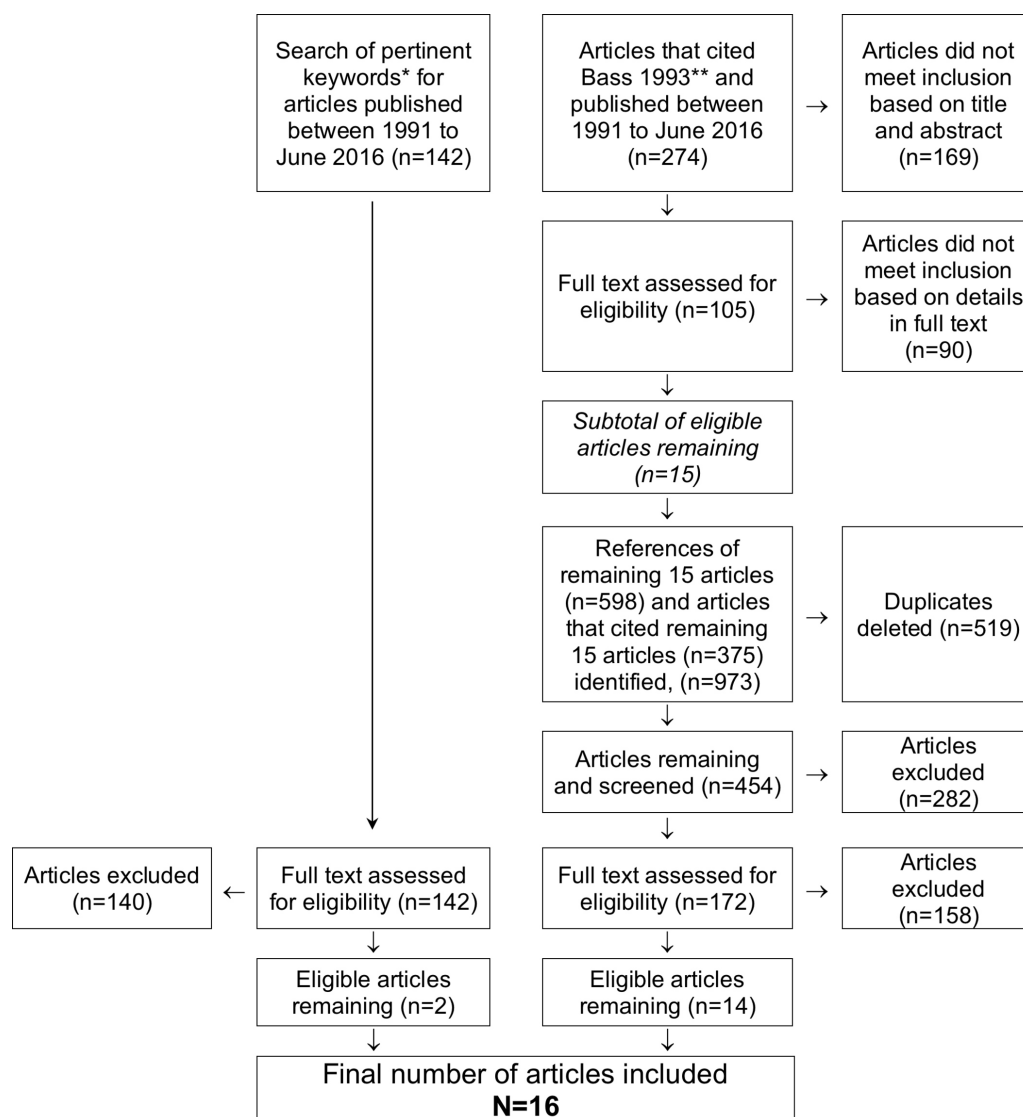 Search of pertinent
keywords* for
articles published
between 1991 to
June 2016 (n=142)
Articles that cited
Bass 1993** and
published between
1991 to June 2016
(n=274)
→
Articles did not
meet inclusion
based on title
and abstract
(n=169)
↓
Full text assessed for
eligibility (n=105)
→
Articles did not
meet inclusion
based on details
in full text
(n=90)
↓
Subtotal of eligible
articles remaining
(n=15)
↓
References of
remaining 15 articles
(n=598) and articles
that cited remaining
15 articles (n=375)
identified, (n=973)
→
Duplicates
deleted (n=519)
↓
Articles remaining
and screened (n=454)
→
Articles
excluded
(n=282)
↓
Articles excluded
(n=140)
←
Full text assessed
for eligibility (n=142)
Full text assessed for
eligibility (n=172)
→
Articles
excluded
(n=158)
↓
↓
Eligible articles
remaining (n=2)
Eligible articles
remaining (n=14)
↓
↓
Final number of articles included
N=16